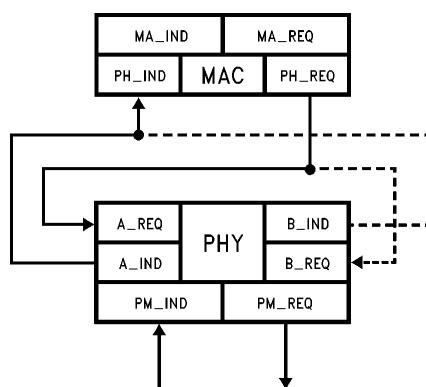 MA_IND MA_REQ
PH_IND MAC PH_REQ
A_REQ B_IND
PHY
A_IND B_REQ
PM_IND PM_REQ